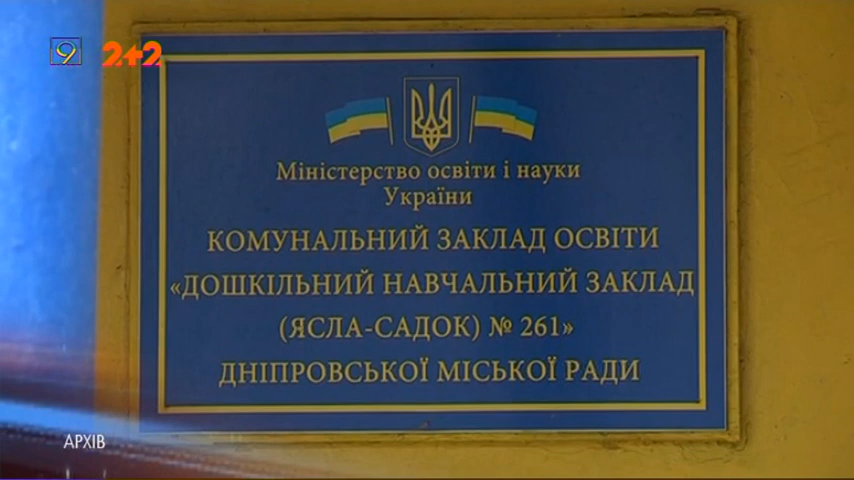 9 2+2
Міністерство освіти і науки
України
КОМУНАЛЬНИЙ ЗАКЛАД ОСВІТИ
«ДОШКІЛЬНИЙ НАВЧАЛЬНИЙ ЗАКЛАД
(ЯСЛА-САДОК) № 261»
ДНІПРОВСЬКОЇ МІСЬКОЇ РАДИ
АРХІВ